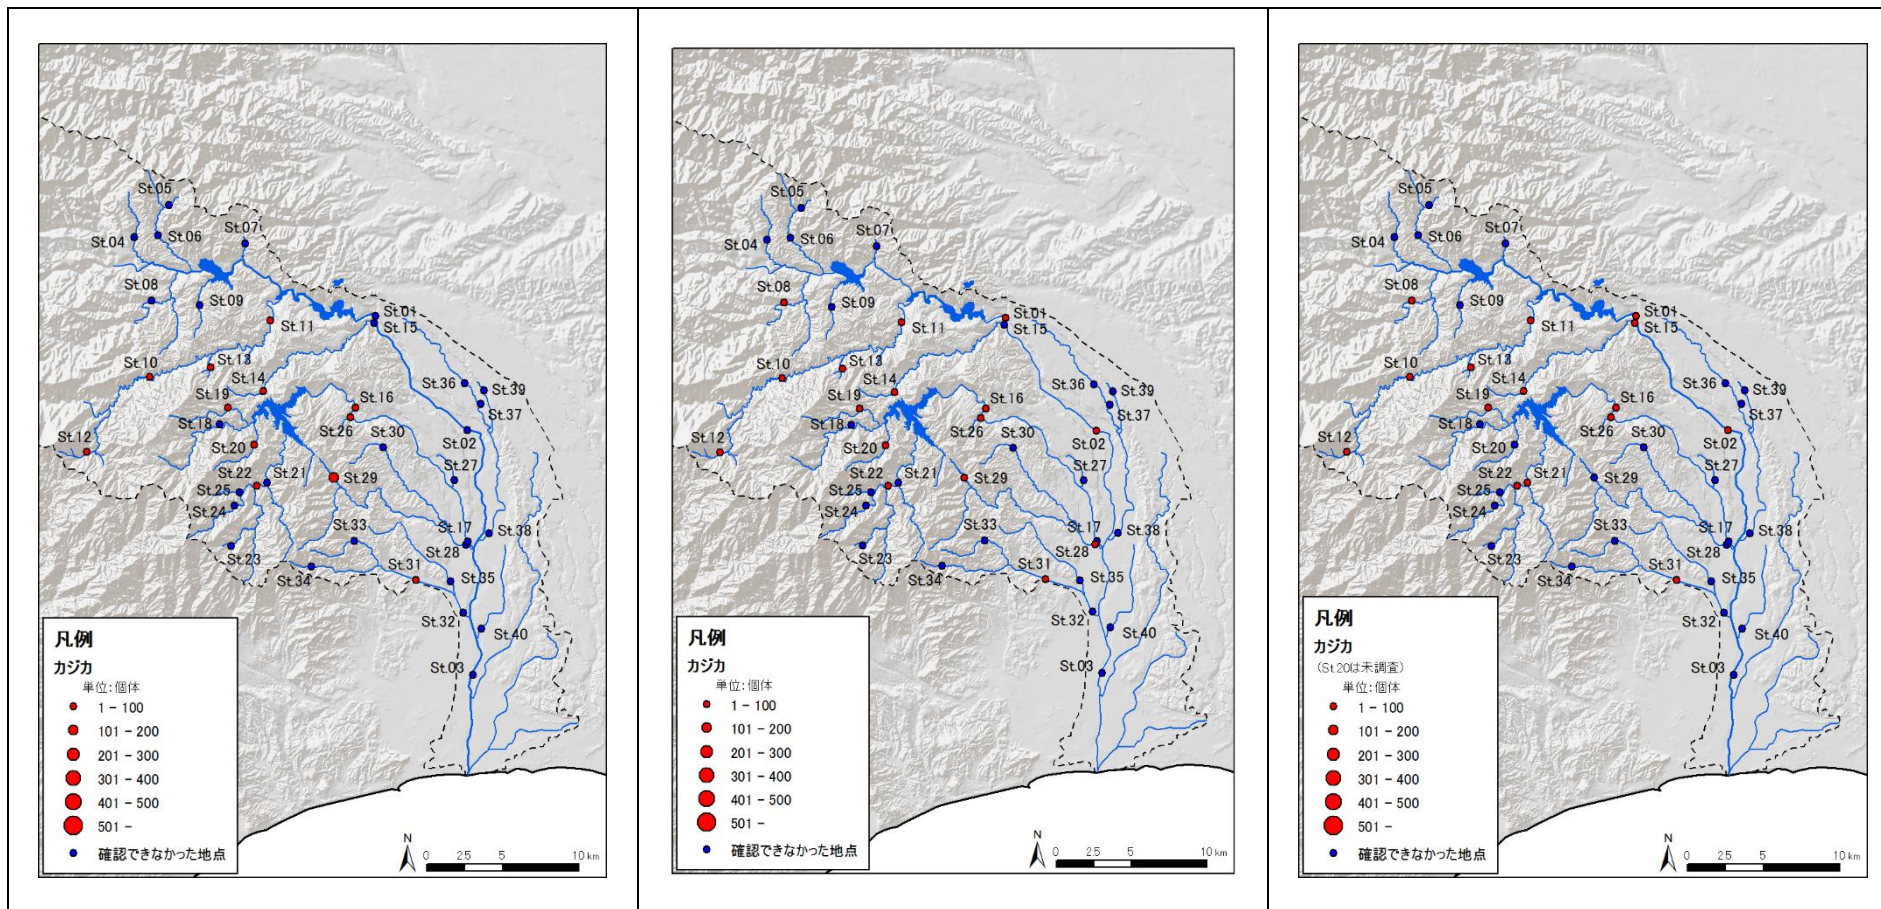 St.05
St.07
St.04
St.06
St.08
St.09
St.01
St.11
St.15
St.10
St.13
St.14
St.36
St.39
St.19
St.16
St.37
St.18
St.26
St.30
St.02
St.12
St.20
St.27
St.22
St.21
St.29
St.25
St.24
St.33
St.17
St.38
St.23
St.28
St.34
St.31
St.35
St.32
St.40
St.03
凡例
カジカ
単位:個体
1 - 100
101 - 200
201 - 300
301 - 400
401 - 500
501 -
確認できなかった地点
N
0 2.5 5 10 km
St.05
St.07
St.04
St.06
St.08
St.09
St.01
St.11
St.15
St.10
St.13
St.14
St.36
St.39
St.19
St.16
St.37
St.18
St.26
St.30
St.02
St.12
St.20
St.27
St.22
St.21
St.29
St.25
St.24
St.33
St.17
St.38
St.23
St.28
St.34
St.31
St.35
St.32
St.40
St.03
凡例
カジカ
単位:個体
1 - 100
101 - 200
201 - 300
301 - 400
401 - 500
501 -
確認できなかった地点
N
0 2.5 5 10 km
St.05
St.07
St.04
St.06
St.08
St.09
St.01
St.11
St.15
St.10
St.13
St.14
St.36
St.39
St.19
St.16
St.37
St.18
St.26
St.30
St.02
St.12
St.20
St.27
St.22
St.21
St.29
St.25
St.24
St.33
St.17
St.38
St.23
St.28
St.34
St.31
St.35
St.32
St.40
St.03
凡例
カジカ
(St.20は未調査)
単位:個体
1 - 100
101 - 200
201 - 300
301 - 400
401 - 500
501 -
確認できなかった地点
N
0 2.5 5 10 km